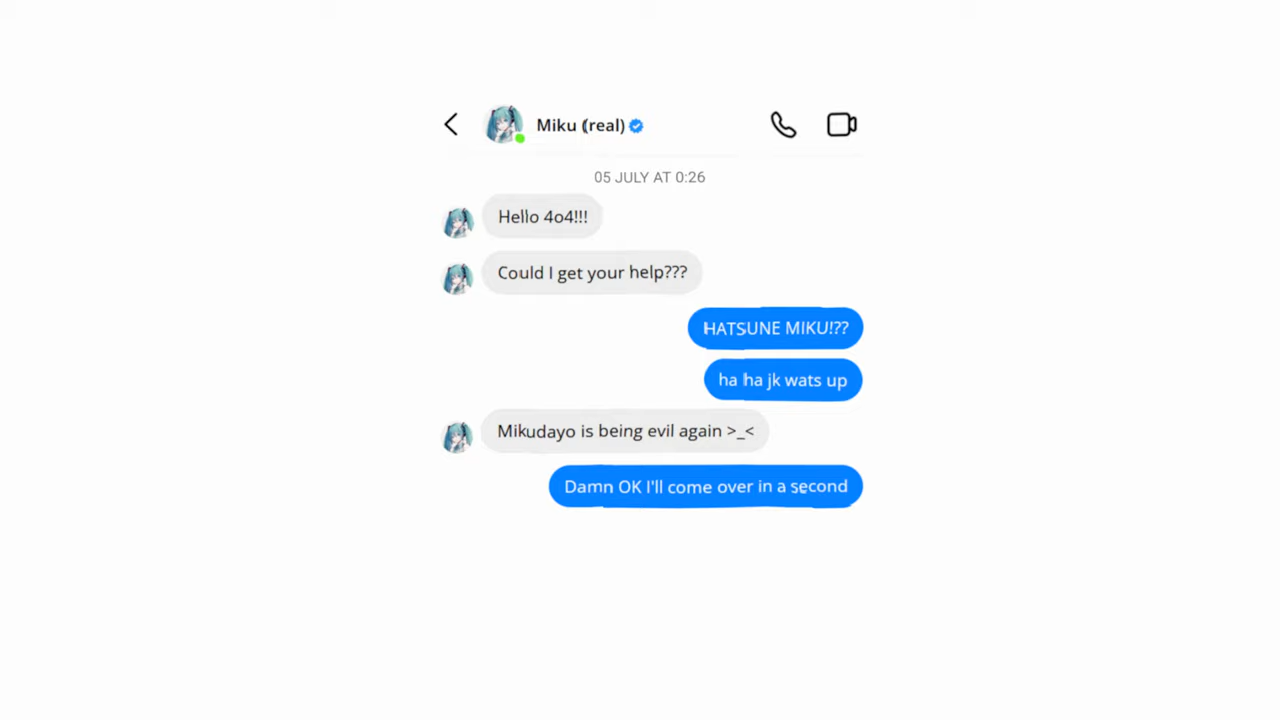 Miku (real)
05 JULY AT 0:26
Hello 4o4!!!
Could I get your help???
HATSUNE MIKU!??
ha ha jk wats up
Mikudayo is being evil again >_<
Damn OK I'll come over in a second